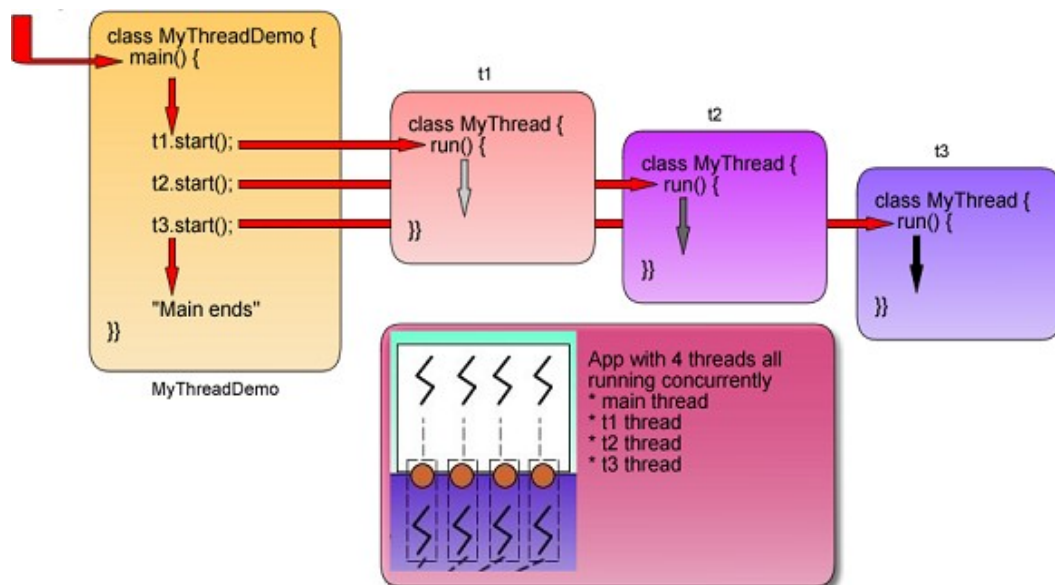 class MyThreadDemo {
main() {
t1.start();
t2.start();
t3.start();
"Main ends"
}}
MyThreadDemo
t1
class MyThread {
run() {
}}
t2
class MyThread {
run() {
}}
t3
class MyThread {
run() {
}}
App with 4 threads all
running concurrently
* main thread
* t1 thread
* t2 thread
* t3 thread